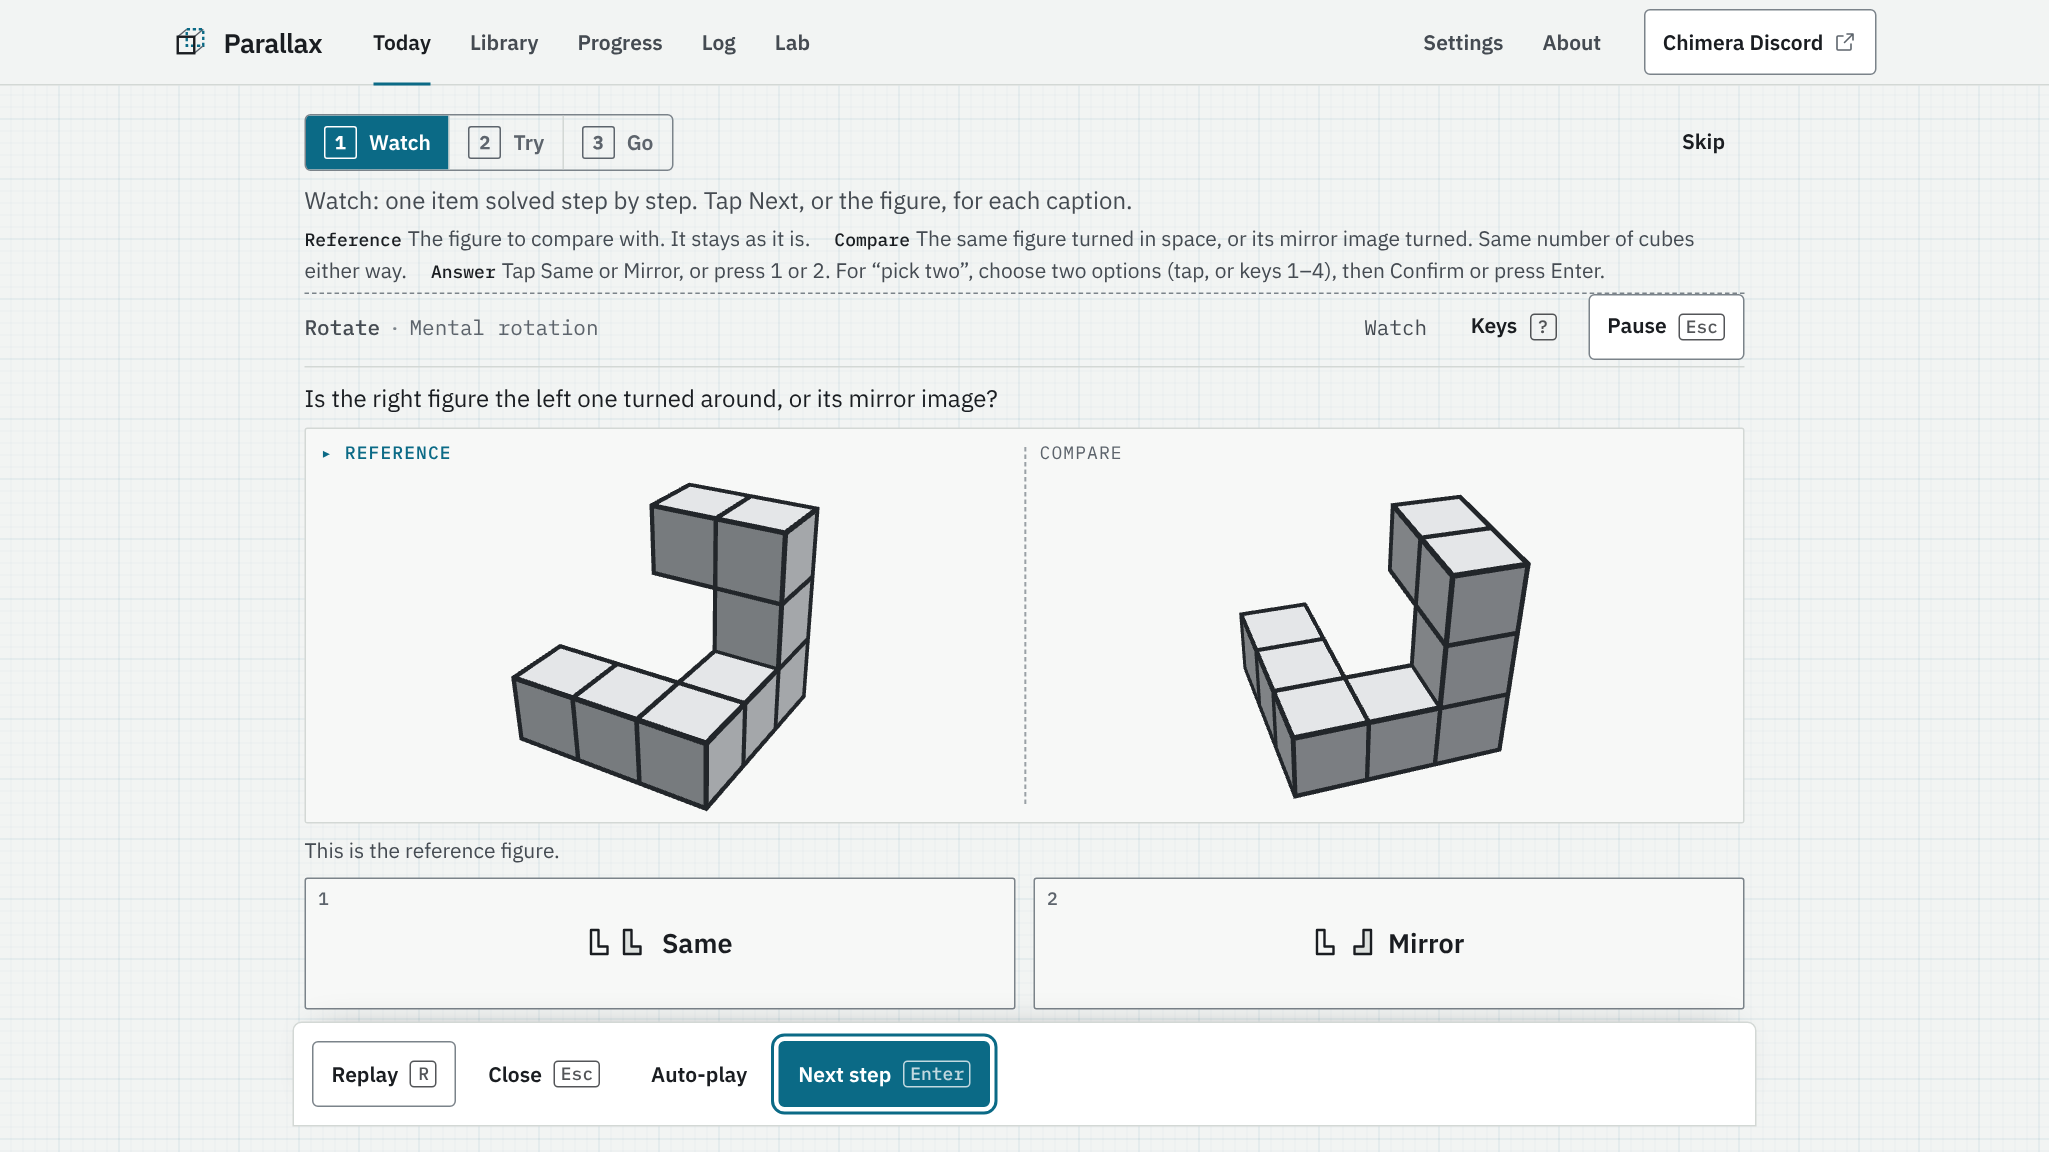 Parallax Today Library Progress Log Lab Settings About Chimera Discord
1 Watch 2 Try 3 Go Skip
Watch: one item solved step by step. Tap Next, or the figure, for each caption.
Reference The figure to compare with. It stays as it is. Compare The same figure turned in space, or its mirror image turned. Same number of cubes
either way. Answer Tap Same or Mirror, or press 1 or 2. For “pick two”, choose two options (tap, or keys 1–4), then Confirm or press Enter.
Rotate · Mental rotation Watch Keys ? Pause Esc
Is the right figure the left one turned around, or its mirror image?
▸ REFERENCE COMPARE
This is the reference figure.
1 Same 2 Mirror
Replay R Close Esc Auto-play Next step Enter